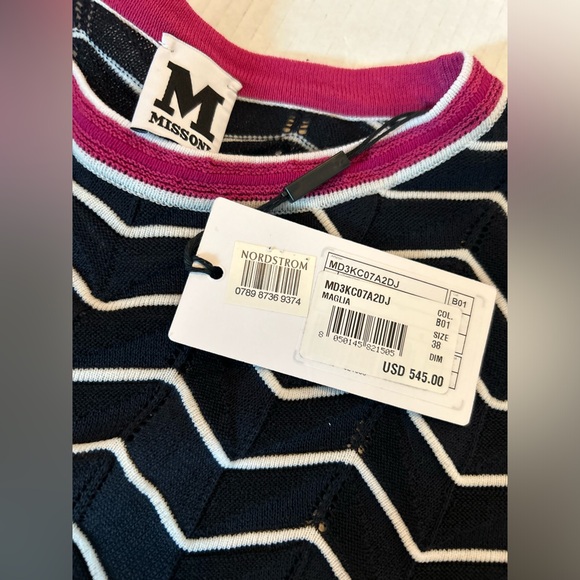 M
MISSONI
NORDSTROM
0789 8736 9374
MD3KC07A2DJ
B01
MD3KC07A2DJ
MAGLIA
COL.
B01
SIZE
38
DIM
8 050145 821505
USD 545.00